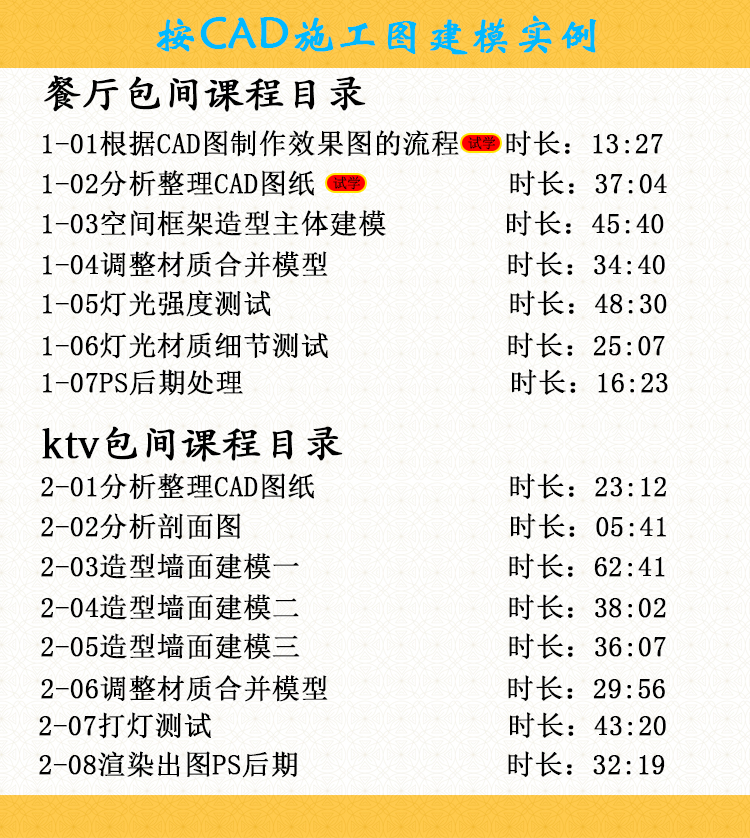 按CAD施工图建模实例
餐厅包间课程目录
1-01根据CAD图制作效果图的流程 试学 时长：13:27
1-02分析整理CAD图纸 试学 时长：37:04
1-03空间框架造型主体建模 时长：45:40
1-04调整材质合并模型 时长：34:40
1-05灯光强度测试 时长：48:30
1-06灯光材质细节测试 时长：25:07
1-07PS后期处理 时长：16:23
ktv包间课程目录
2-01分析整理CAD图纸 时长：23:12
2-02分析剖面图 时长：05:41
2-03造型墙面建模一 时长：62:41
2-04造型墙面建模二 时长：38:02
2-05造型墙面建模三 时长：36:07
2-06调整材质合并模型 时长：29:56
2-07打灯测试 时长：43:20
2-08渲染出图PS后期 时长：32:19